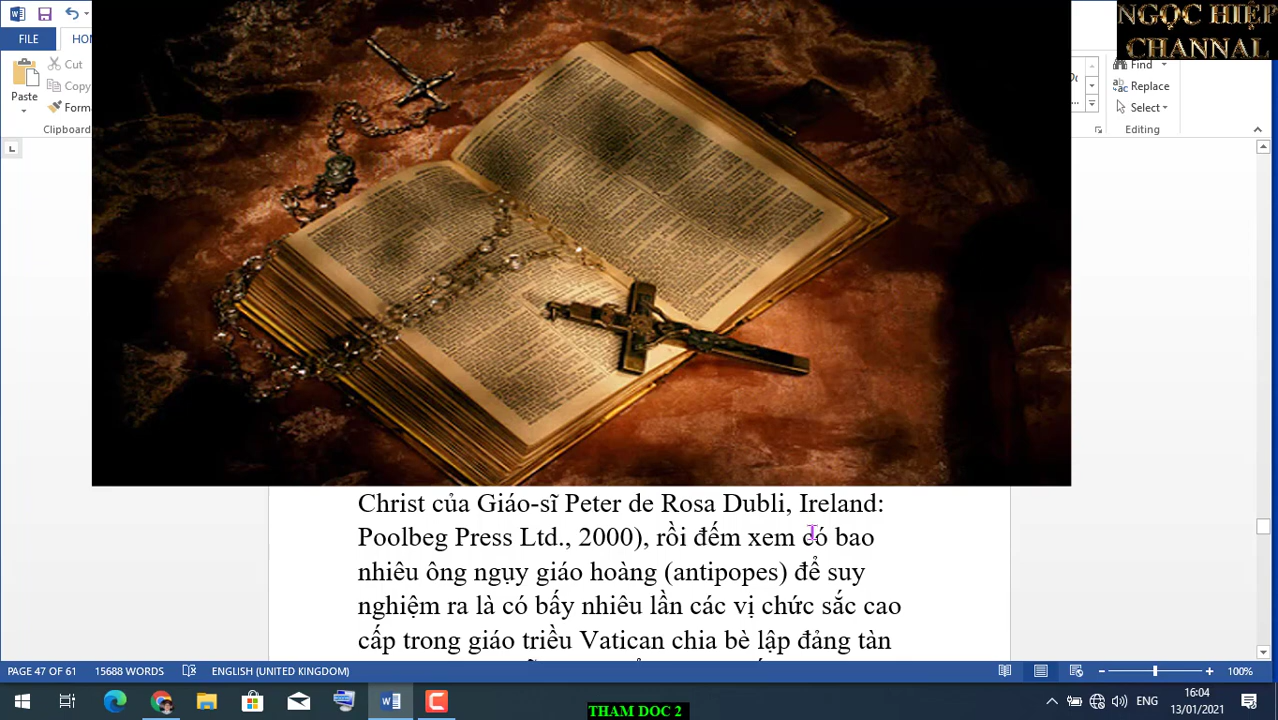 NGỌC HIỆP
CHANNAL
FILE
HOM
Cut
Copy
Forma
Paste
Clipboard
Find
Replace
Select
Editing
Christ của Giáo-sĩ Peter de Rosa Dubli, Ireland:
Poolbeg Press Ltd., 2000), rồi đếm xem có bao
nhiêu ông ngụy giáo hoàng (antipopes) để suy
nghiệm ra là có bấy nhiêu lần các vị chức sắc cao
cấp trong giáo triều Vatican chia bè lập đảng tàn
PAGE 47 OF 61
15688 WORDS
ENGLISH (UNITED KINGDOM)
100%
ENG
16:04
13/01/2021
THAM DOC 2